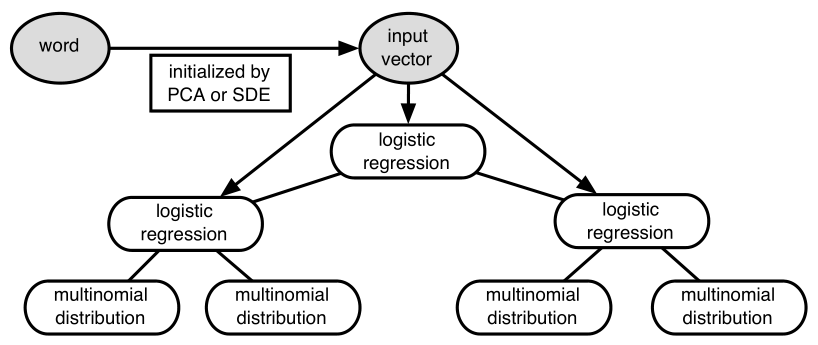 word
input
vector
initialized by
PCA or SDE
logistic
regression
logistic
regression
logistic
regression
multinomial
distribution
multinomial
distribution
multinomial
distribution
multinomial
distribution